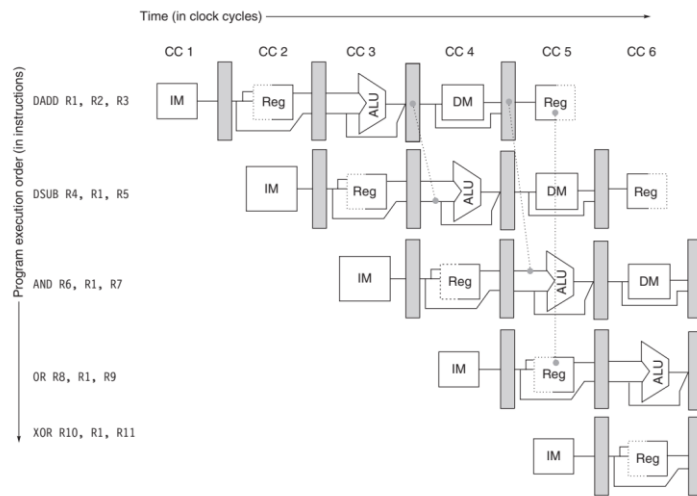 Time (in clock cycles)
CC 1 CC 2 CC 3 CC 4 CC 5 CC 6
Program execution order (in instructions)
DADD R1, R2, R3 IM Reg ALU DM Reg
DSUB R4, R1, R5 IM Reg ALU DM Reg
AND R6, R1, R7 IM Reg ALU DM
OR R8, R1, R9 IM Reg ALU
XOR R10, R1, R11 IM Reg